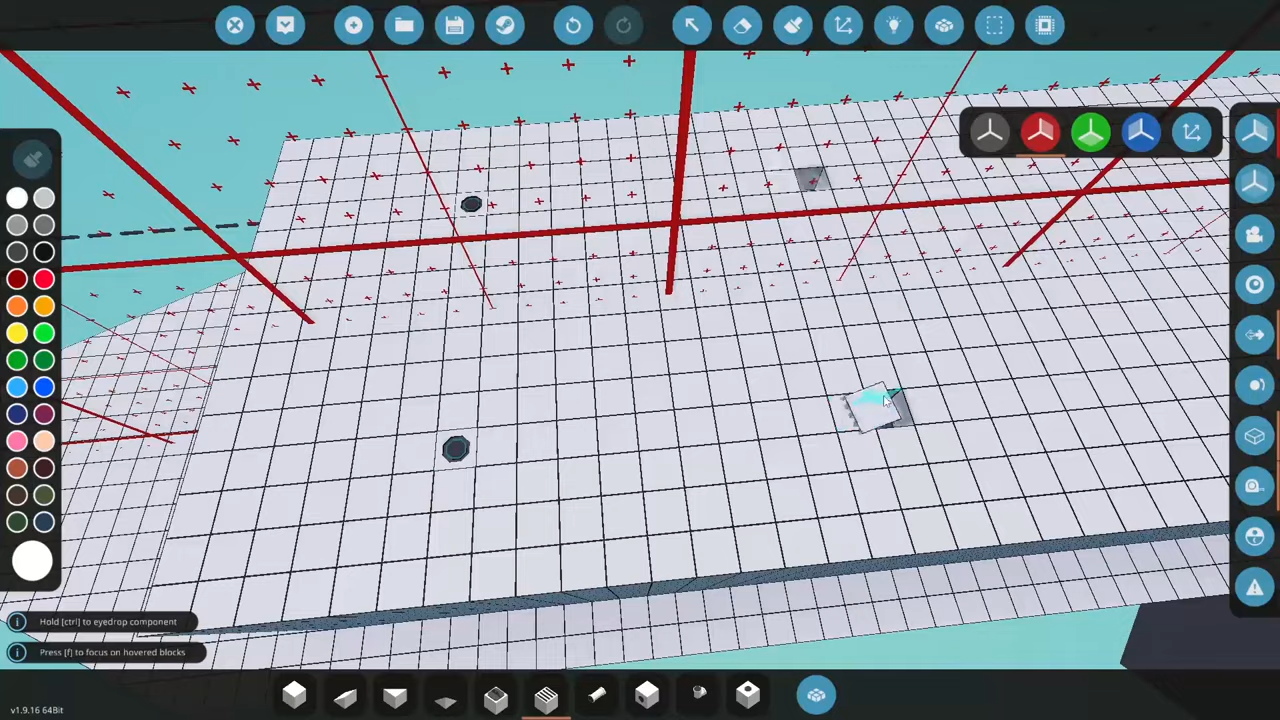 Hold [ctrl] to eyedrop component
Press [f] to focus on hovered blocks
v1.9.16 64Bit